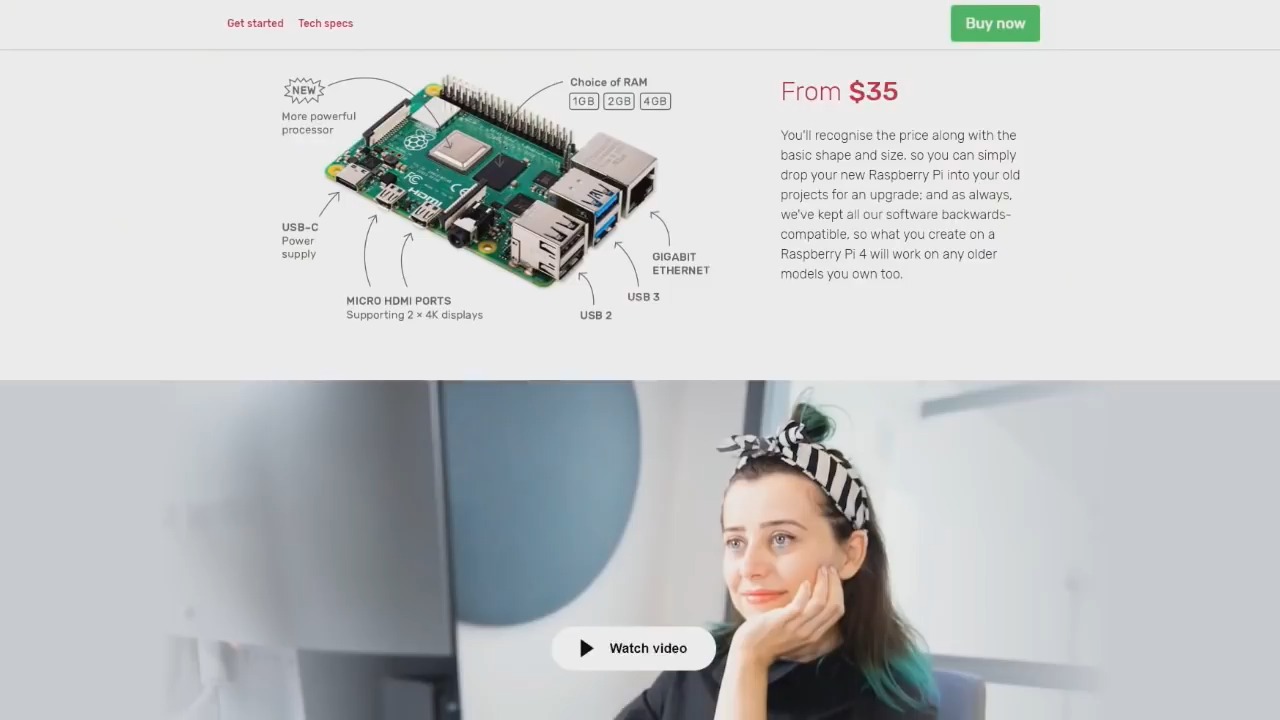 Get started
Tech specs
Buy now
NEW
More powerful
processor
Choice of RAM
1GB
2GB
4GB
USB-C
Power
supply
MICRO HDMI PORTS
Supporting 2 × 4K displays
USB 2
USB 3
GIGABIT
ETHERNET
HDMI
FC
CE
From $35
You'll recognise the price along with the
basic shape and size, so you can simply
drop your new Raspberry Pi into your old
projects for an upgrade; and as always,
we've kept all our software backwards-
compatible, so what you create on a
Raspberry Pi 4 will work on any older
models you own too.
Watch video